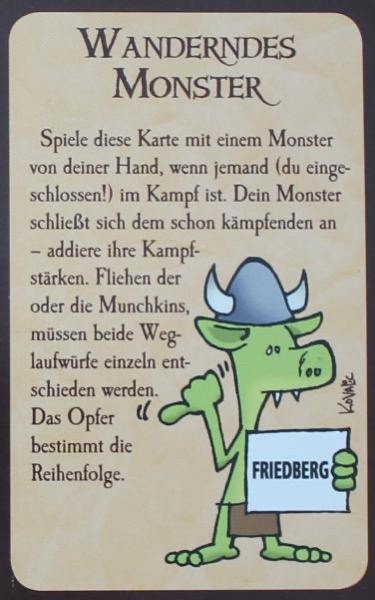 Wanderndes
Monster
Spiele diese Karte mit einem Monster
von deiner Hand, wenn jemand (du einge-
schlossen!) im Kampf ist. Dein Monster
schließt sich dem schon kämpfenden an
– addiere ihre Kampf-
stärken. Fliehen der
oder die Munchkins,
müssen beide Weg-
laufwürfe einzeln ent-
schieden werden.
Das Opfer
bestimmt die
Reihenfolge.
FRIEDBERG
KOVALIC